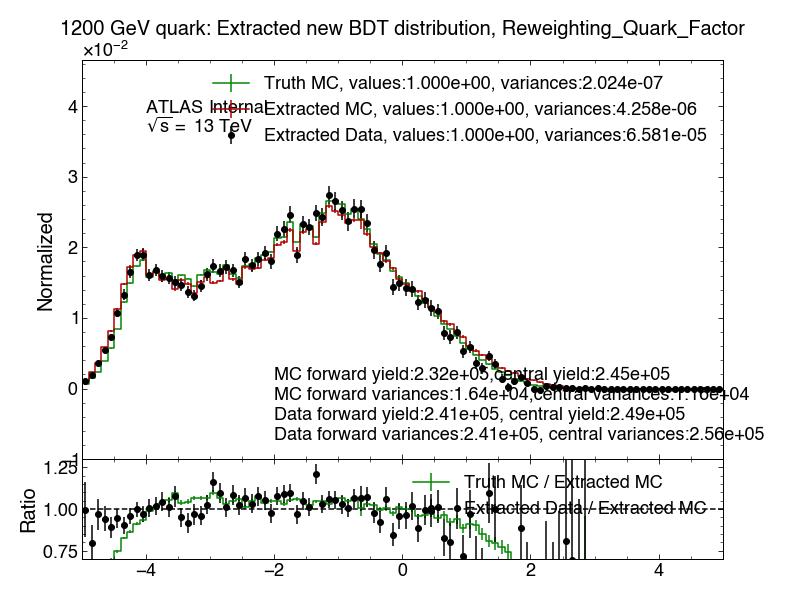 1200 GeV quark: Extracted new BDT distribution, Reweighting_Quark_Factor
×10⁻²
Truth MC, values:1.000e+00, variances:2.024e-07
ATLAS Internal
Extracted MC, values:1.000e+00, variances:4.258e-06
√s = 13 TeV
Extracted Data, values:1.000e+00, variances:6.581e-05
4
3
2
1
0
Normalized
MC forward yield:2.32e+05,central yield:2.45e+05
MC forward variances:1.64e+04,central variances:1.16e+04
Data forward yield:2.41e+05, central yield:2.49e+05
Data forward variances:2.41e+05, central variances:2.56e+05
1.25
1.00
0.75
Ratio
Truth MC / Extracted MC
Extracted Data / Extracted MC
−4
−2
0
2
4